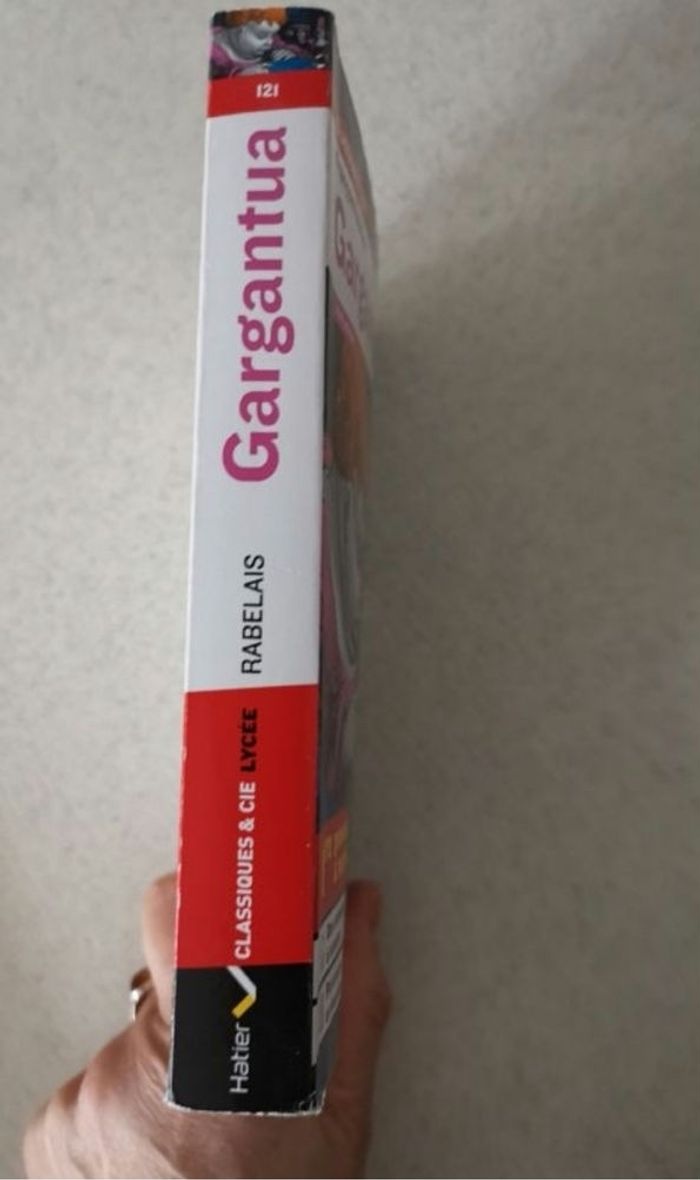 121
Gargantua
RABELAIS
CLASSIQUES & CIE LYCÉE
Hatier